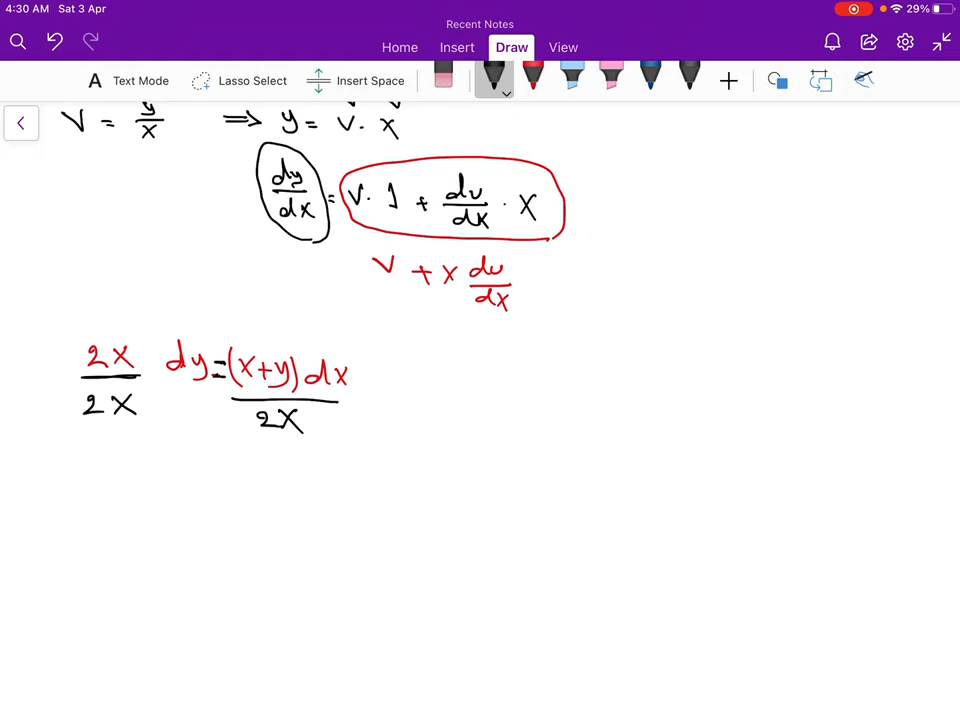 4:30 AM Sat 3 Apr
29%
Recent Notes
Home Insert Draw View
A Text Mode Lasso Select Insert Space
V = y/x ⇒ y = v. x
dy/dx = v. 1 + dv/dx · x
v + x dv/dx
2x/2x dy = (x+y) dx/2x